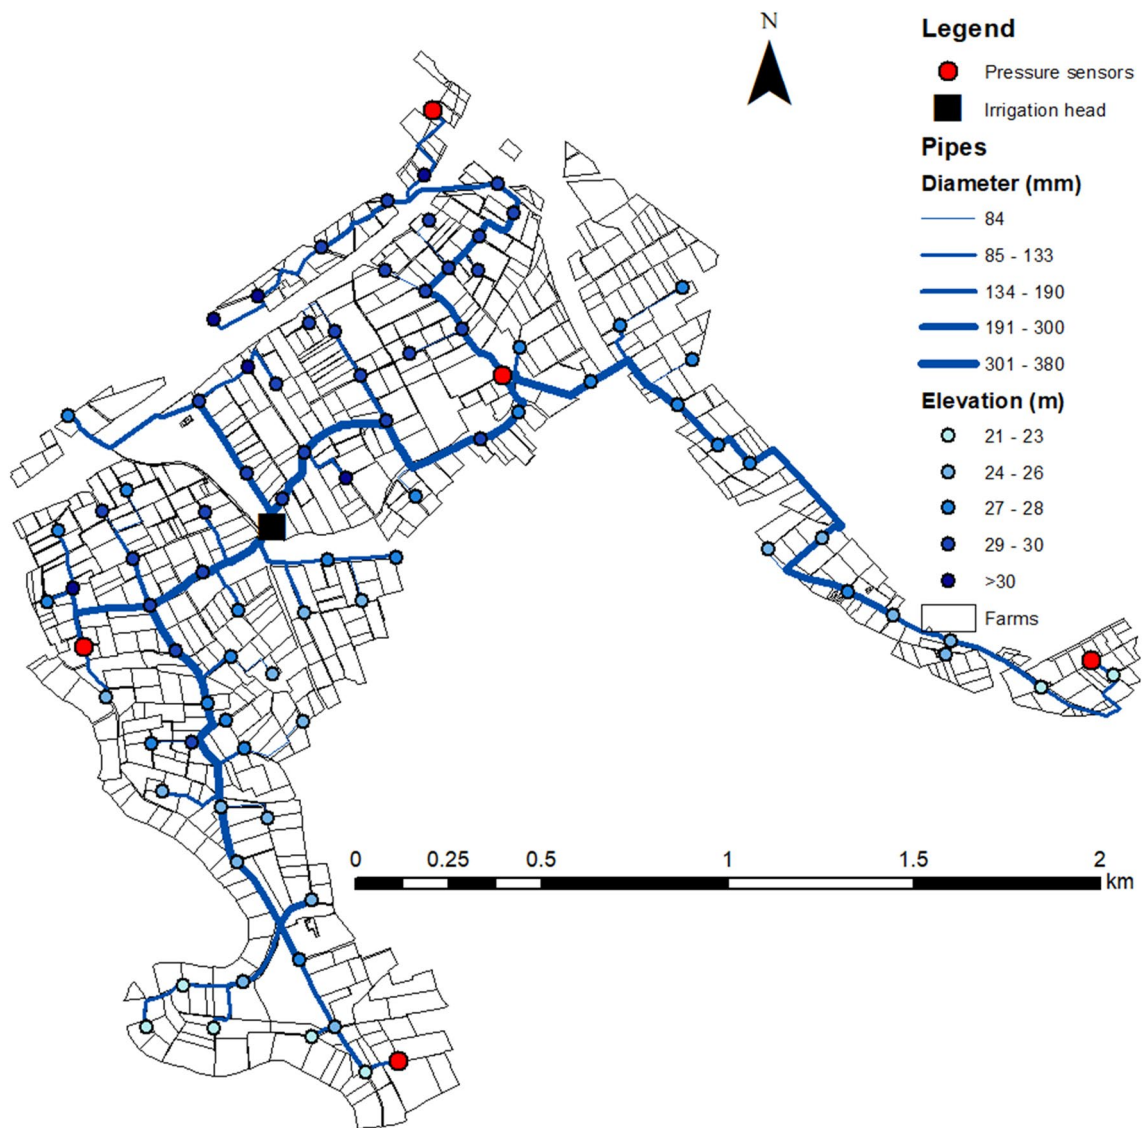 N
Legend
Pressure sensors
Irrigation head
Pipes
Diameter (mm)
84
85 - 133
134 - 190
191 - 300
301 - 380
Elevation (m)
21 - 23
24 - 26
27 - 28
29 - 30
>30
Farms
0 0.25 0.5 1 1.5 2
km